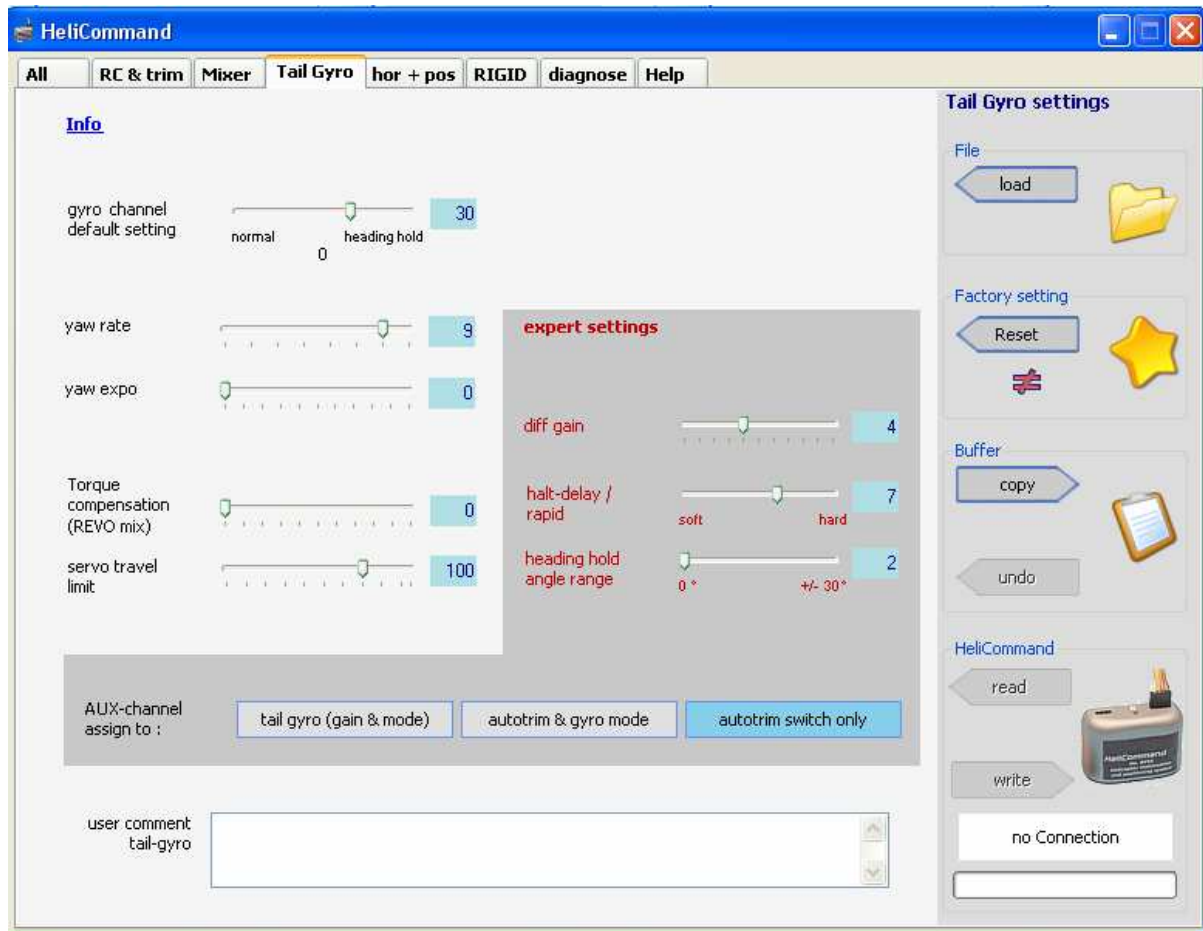 HeliCommand
All RC & trim Mixer Tail Gyro hor + pos RIGID diagnose Help
Info
gyro channel
default setting
normal
heading hold
0
30
yaw rate
9
yaw expo
0
Torque
compensation
(REVO mix)
0
servo travel
limit
100
expert settings
diff gain
4
halt-delay /
rapid
soft
hard
7
heading hold
angle range
0 °
+/- 30°
2
AUX-channel
assign to :
tail gyro (gain & mode)
autotrim & gyro mode
autotrim switch only
user comment
tail-gyro
Tail Gyro settings
File
load
Factory setting
Reset
Buffer
copy
undo
HeliCommand
read
HeliCommand
write
no Connection